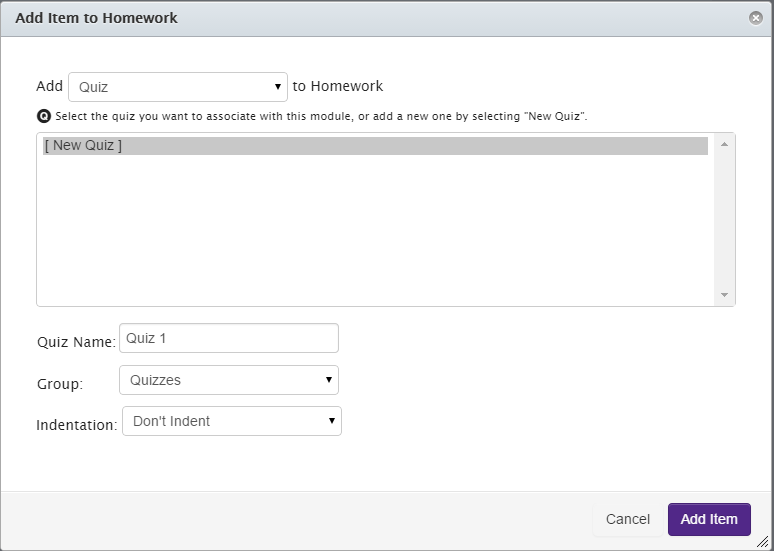 Add Item to Homework
Add Quiz to Homework
Q Select the quiz you want to associate with this module, or add a new one by selecting "New Quiz".
[ New Quiz ]
Quiz Name: Quiz 1
Group: Quizzes
Indentation: Don't Indent
Cancel Add Item